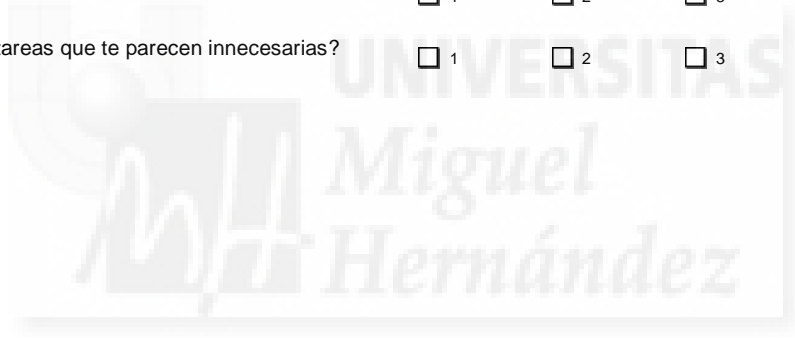 areas que te parecen innecesarias? 1 2 3
UNIVERSITAS
Miguel
Hernández